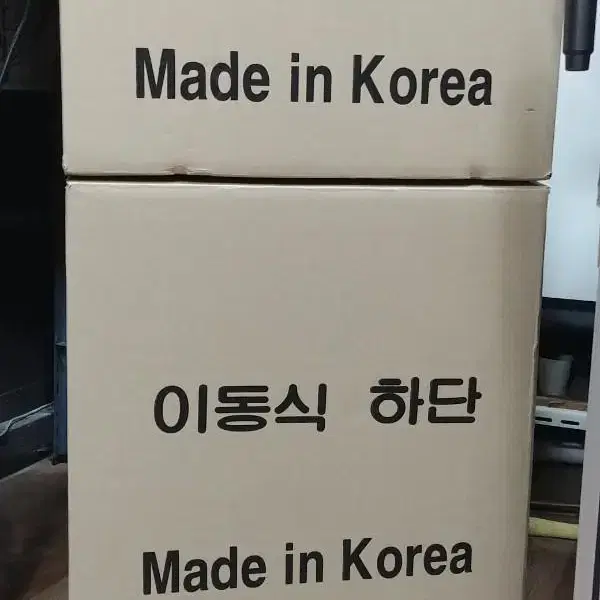 Made in Korea
이동식 하단
Made in Korea